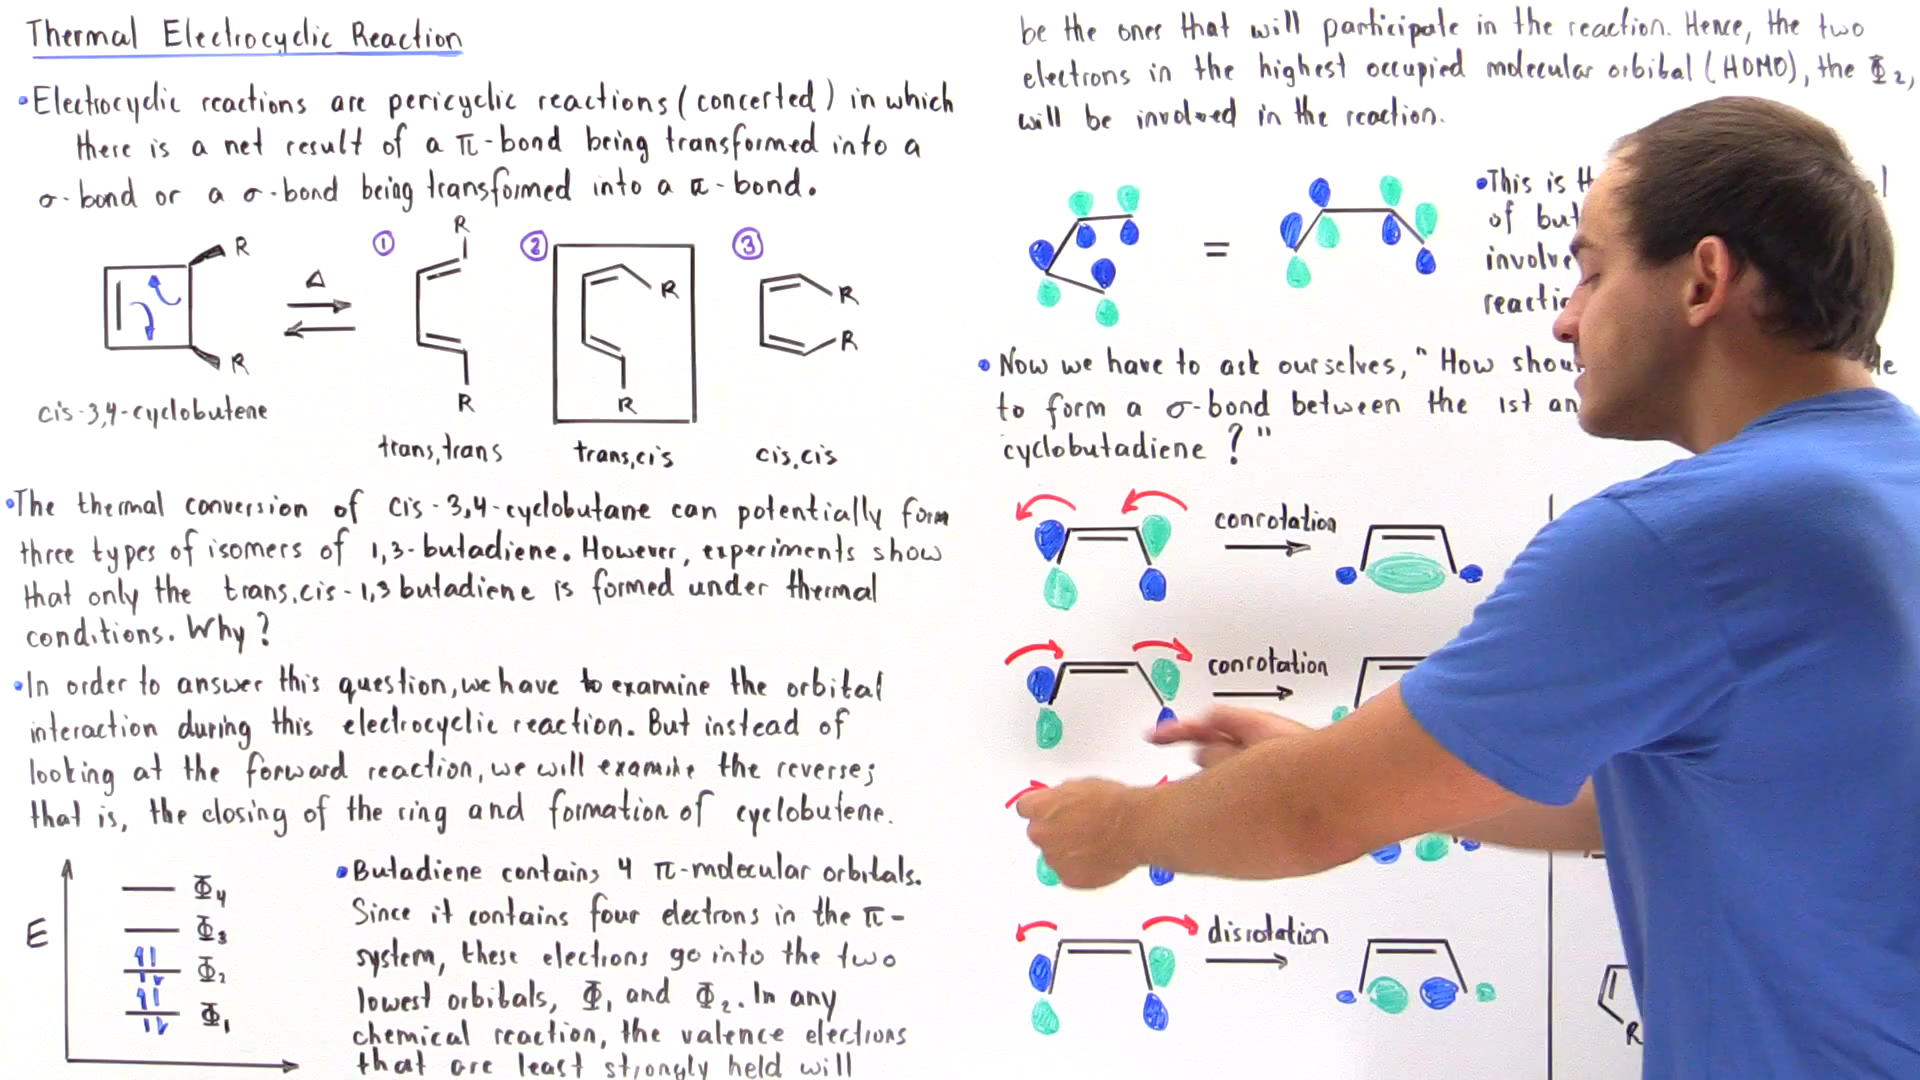 Thermal Electrocyclic Reaction
•Electrocyclic reactions are pericyclic reactions (concerted) in which
there is a net result of a π-bond being transformed into a
σ-bond or a σ-bond being transformed into a π-bond.
R
R
cis-3,4-cyclobutene
Δ
① R
R
trans,trans
② R
R
trans,cis
③ R
R
cis,cis
•The thermal conversion of cis-3,4-cyclobutane can potentially form
three types of isomers of 1,3-butadiene. However, experiments show
that only the trans,cis-1,3 butadiene is formed under thermal
conditions. Why?
•In order to answer this question, we have to examine the orbital
interaction during this electrocyclic reaction. But instead of
looking at the forward reaction, we will examine the reverse;
that is, the closing of the ring and formation of cyclobutene.
E
Φ4
Φ3
Φ2
Φ1
•Butadiene contains 4 π-molecular orbitals.
Since it contains four electrons in the π-
system, these elections go into the two
lowest orbitals, Φ1 and Φ2. In any
chemical reaction, the valence electrons
that are least strongly held will
be the ones that will participate in the reaction. Hence, the two
electrons in the highest occupied molecular orbibal (HOMO), the Φ2,
will be involved in the reaction.
=
•This is
of
reactio
•Now we have to ask ourselves, "How
to form a σ-bond between the 1st
cyclobutadiene?"
conrotation
conrotation
disrotation
R